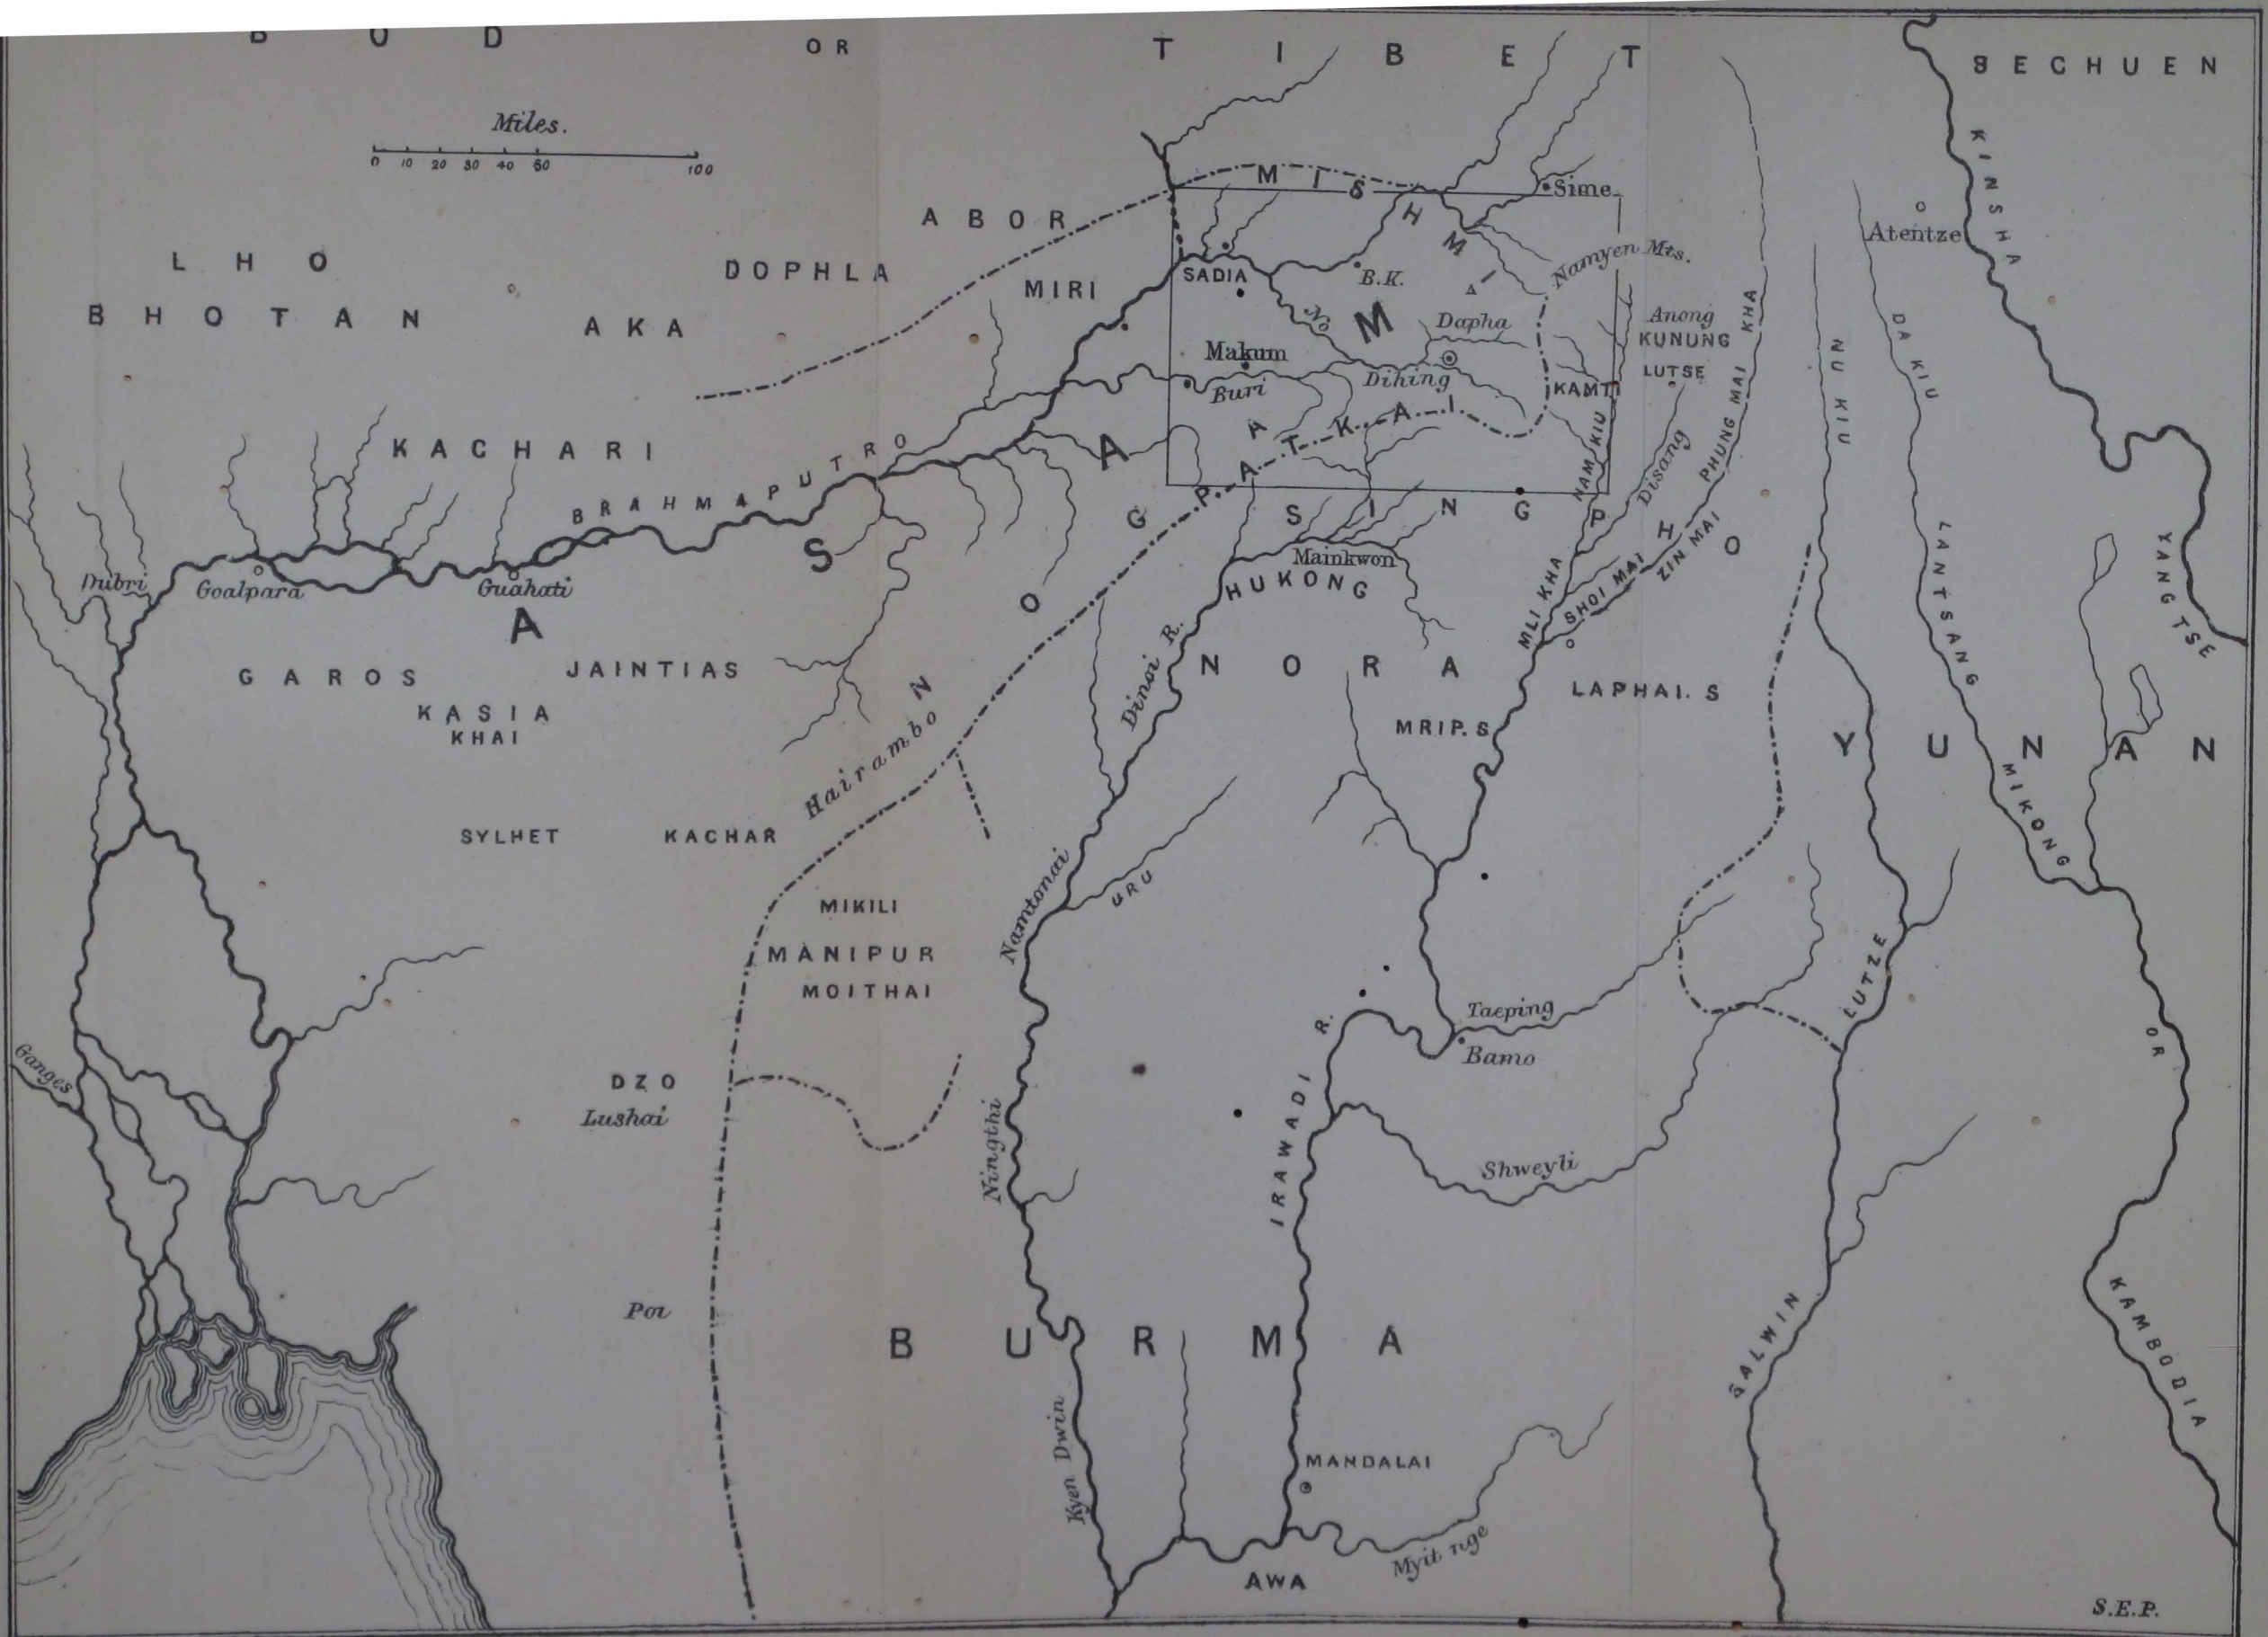 BOD OR TIBET
SECHUEN
Miles.
0 10 20 30 40 50 100
KINSHA
MISHMI
Sime
ABOR
Atentze
LHO
BHOTAN
DOPHLA
MIRI
SADIA
B.K.
Namyen Mts.
AKA
No
M
Dapha
Anong
KUNUNG
LUTSE
Makum
Buri
Dihing
KAMTI
PHUNG MAI KHA
NU KIU
DA KIU
KACHARI
BRAHMAPUTRO
A
S
A
A
PATKAI
NAM KIU
Disang
SINGPHO
Dubri
Goalpara
Guahati
Mainkwon
HUKONG
MLI KHA
SHOI MAI
ZIN MAI
LANTSANG
YANG TSE
GAROS
JAINTIAS
KASIA
KHAI
NOGA
Dinoi R.
NORA
LAPHAI. S
MRIP. S
Hairambo
YUNAN
MIKONG
SYLHET
KACHAR
URU
Namtonai
MIKILI
MANIPUR
MOITHAI
LUTZE
Taeping
Bamo
OR
Ganges
DZO
Lushai
Ningthi
IRAWADI R.
Shweyli
Poi
BURMA
SALWIN
KAMBODIA
Kyen Dwin
MANDALAI
Myit nge
AWA
S.E.P.